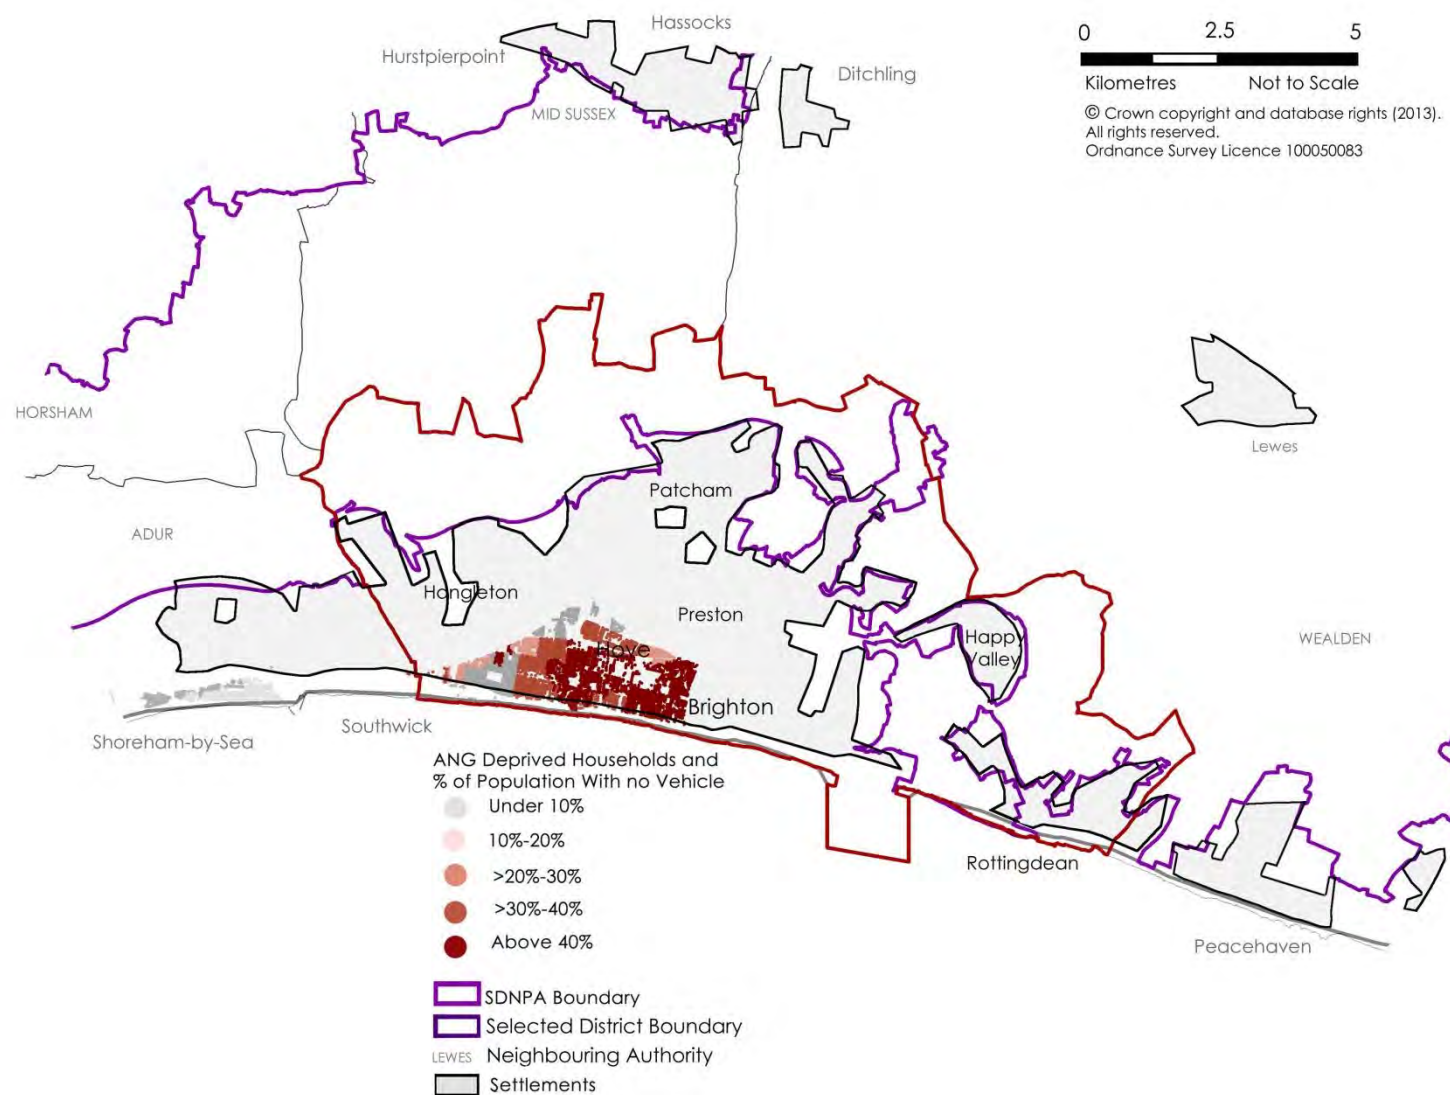 Hassocks
Hurstpierpoint
Ditchling
MID SUSSEX
0 2.5 5
Kilometres Not to Scale
© Crown copyright and database rights (2013).
All rights reserved.
Ordnance Survey Licence 100050083
HORSHAM
Lewes
Patcham
ADUR
Hangleton
Preston
Happy
Valley
WEALDEN
Hove
Brighton
Southwick
Shoreham-by-Sea
Rottingdean
Peacehaven
ANG Deprived Households and
% of Population With no Vehicle
Under 10%
10%-20%
>20%-30%
>30%-40%
Above 40%
SDNPA Boundary
Selected District Boundary
LEWES Neighbouring Authority
Settlements